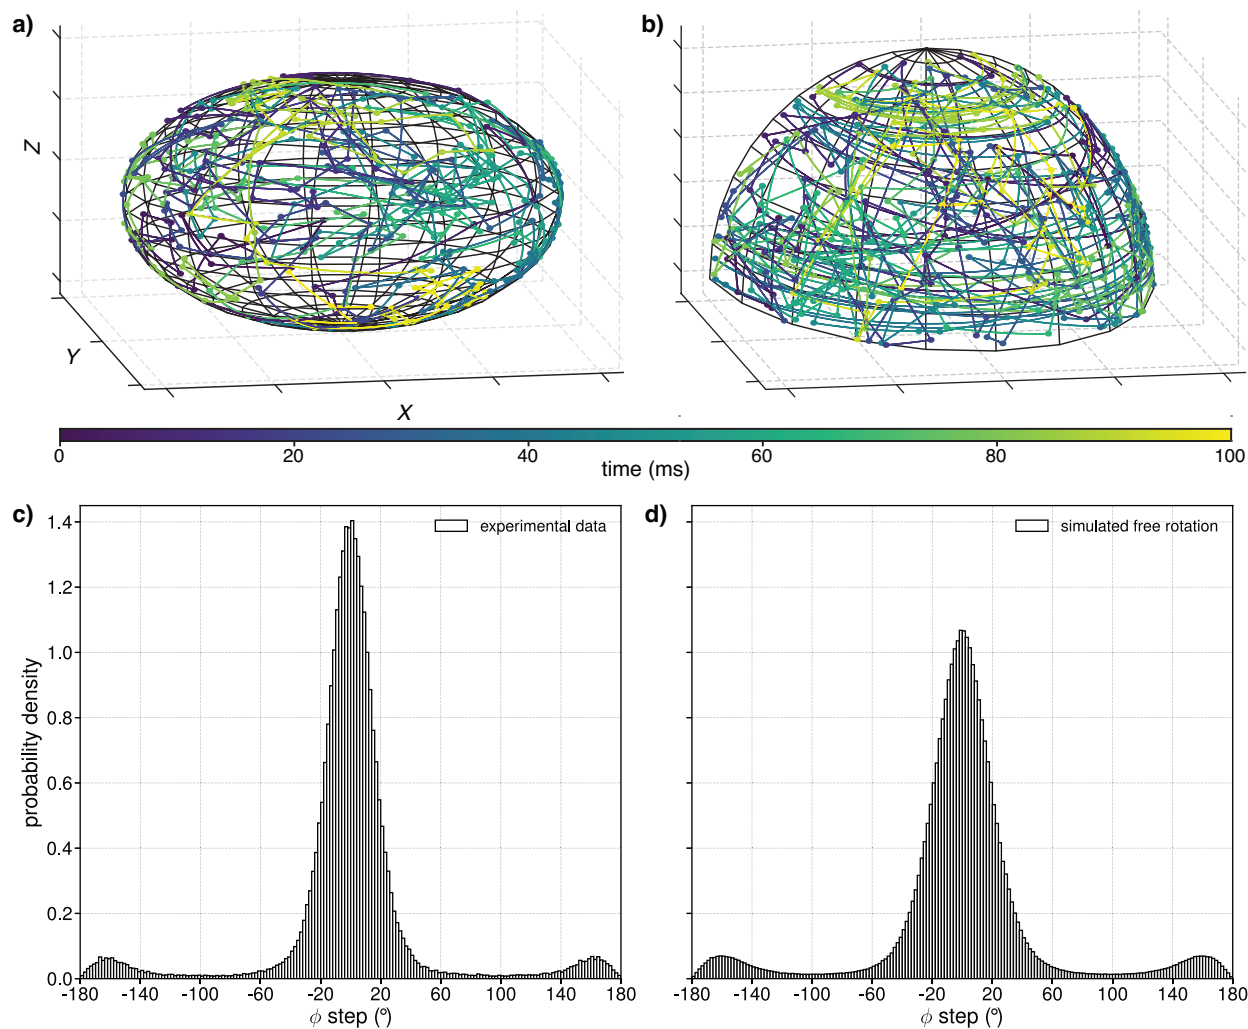 a)
b)
Z
Y
X
0 20 40 60 80 100
time (ms)
c)
d)
experimental data
simulated free rotation
1.4
1.2
1.0
0.8
0.6
0.4
0.2
0.0
probability density
-180 -140 -100 -60 -20 20 60 100 140 180
-180 -140 -100 -60 -20 20 60 100 140 180
ϕ step (°)
ϕ step (°)